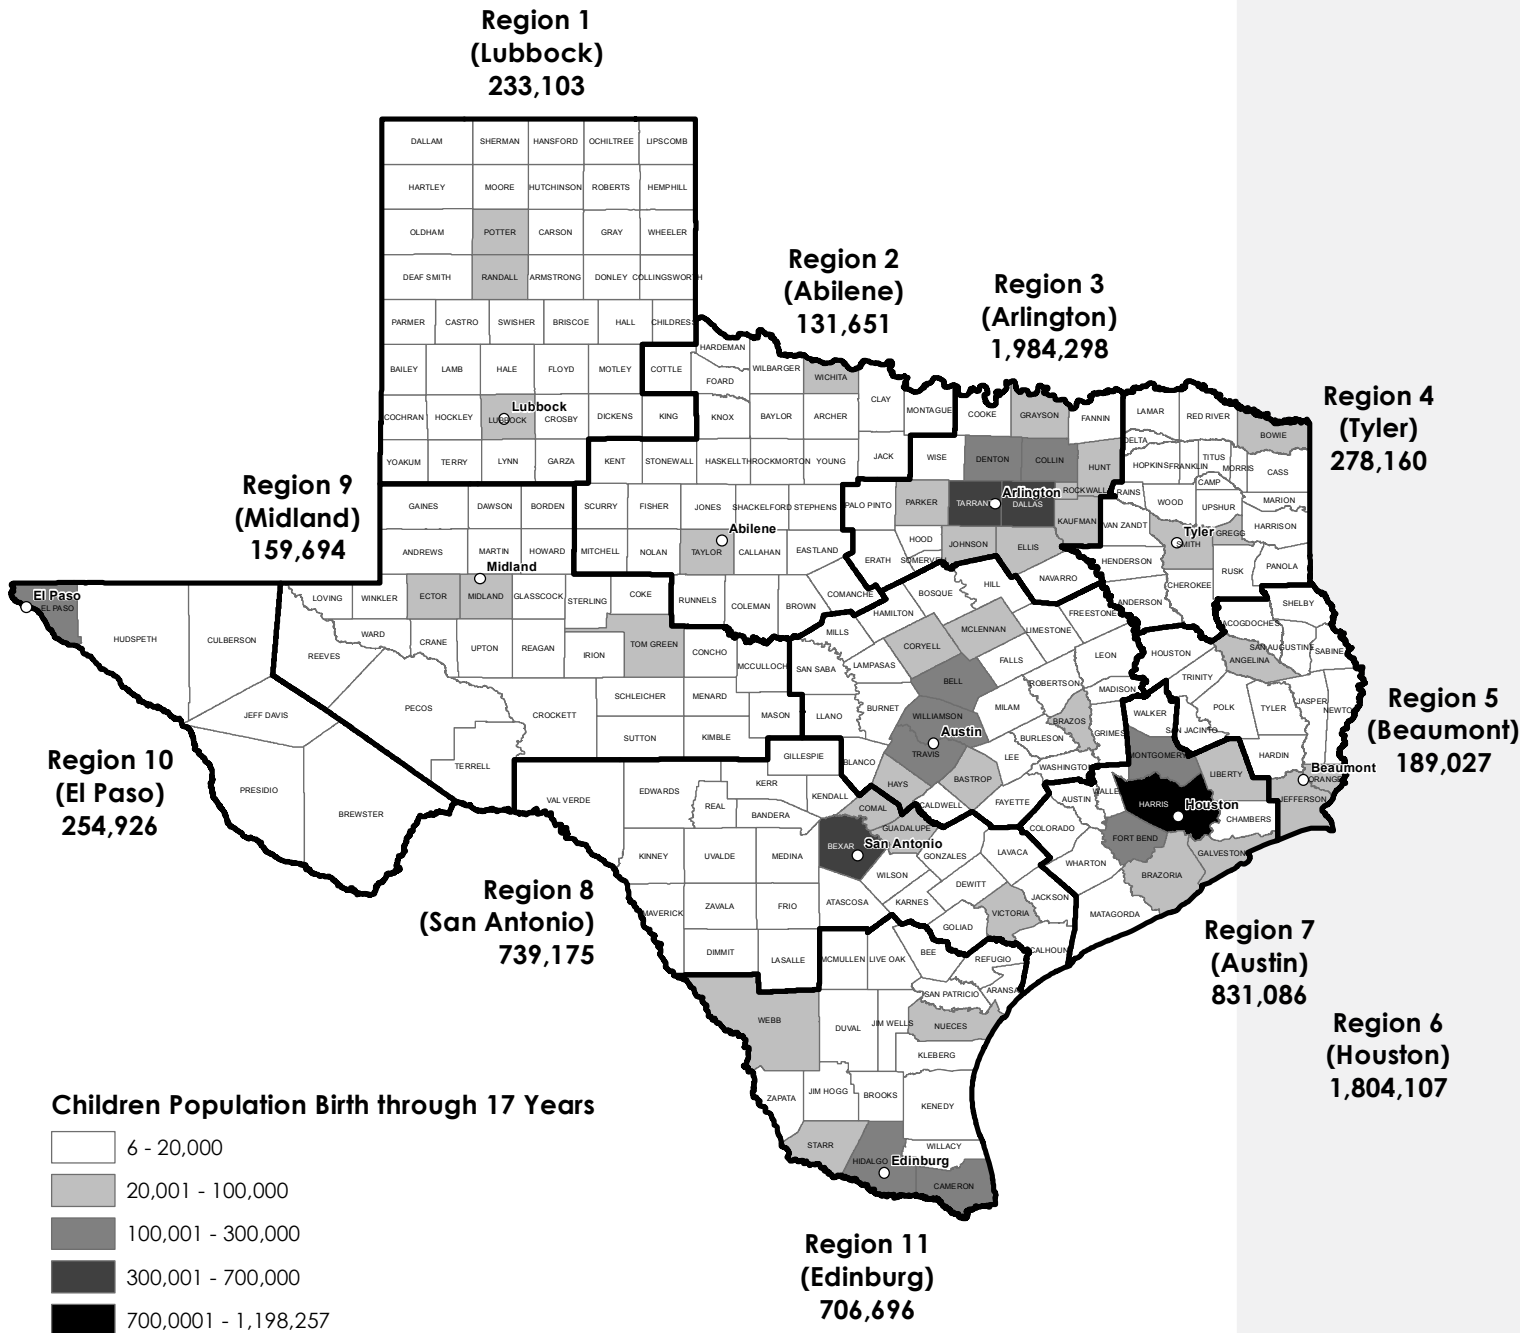 Region 1
(Lubbock)
233,103
DALLAM
SHERMAN
HANSFORD
OCHILTREE
LIPSCOMB
HARTLEY
MOORE
HUTCHINSON
ROBERTS
HEMPHILL
OLDHAM
POTTER
CARSON
GRAY
WHEELER
DEAF SMITH
RANDALL
ARMSTRONG
DONLEY
COLLINGSWORTH
PARMER
CASTRO
SWISHER
BRISCOE
HALL
CHILDRESS
BAILEY
LAMB
HALE
FLOYD
MOTLEY
COTTLE
COCHRAN
HOCKLEY
Lubbock
LUBBOCK
CROSBY
DICKENS
KING
YOAKUM
TERRY
LYNN
GARZA
Region 2
(Abilene)
131,651
HARDEMAN
FOARD
WILBARGER
WICHITA
CLAY
MONTAGUE
KNOX
BAYLOR
ARCHER
JACK
KENT
STONEWALL
HASKELL
THROCKMORTON
YOUNG
SCURRY
FISHER
JONES
SHACKELFORD
STEPHENS
Abilene
MITCHELL
NOLAN
TAYLOR
CALLAHAN
EASTLAND
RUNNELS
COLEMAN
BROWN
COMANCHE
Region 3
(Arlington)
1,984,298
COOKE
GRAYSON
FANNIN
WISE
DENTON
COLLIN
HUNT
ROCKWALL
PALO PINTO
PARKER
TARRANT
Arlington
DALLAS
KAUFMAN
HOOD
JOHNSON
ELLIS
ERATH
SOMERVELL
NAVARRO
Region 4
(Tyler)
278,160
LAMAR
RED RIVER
BOWIE
DELTA
HOPKINS
FRANKLIN
TITUS
MORRIS
CASS
CAMP
RAINS
WOOD
UPSHUR
MARION
VAN ZANDT
Tyler
SMITH
GREGG
HARRISON
HENDERSON
RUSK
PANOLA
CHEROKEE
ANDERSON
Region 9
(Midland)
159,694
GAINES
DAWSON
BORDEN
ANDREWS
MARTIN
HOWARD
Midland
LOVING
WINKLER
ECTOR
MIDLAND
GLASSCOCK
STERLING
COKE
WARD
CRANE
UPTON
REAGAN
IRION
TOM GREEN
CONCHO
MCCULLOCH
REEVES
PECOS
CROCKETT
SCHLEICHER
MENARD
MASON
SUTTON
KIMBLE
TERRELL
El Paso
EL PASO
HUDSPETH
CULBERSON
JEFF DAVIS
PRESIDIO
BREWSTER
Region 10
(El Paso)
254,926
HILL
BOSQUE
HAMILTON
FREESTONE
MILLS
CORYELL
MCLENNAN
LIMESTONE
SAN SABA
LAMPASAS
FALLS
LEON
BELL
ROBERTSON
MADISON
LLANO
BURNET
WILLIAMSON
MILAM
BRAZOS
GRIMES
Austin
TRAVIS
BURLESON
BLANCO
LEE
WASHINGTON
HAYS
BASTROP
CALDWELL
FAYETTE
SHELBY
ACOGDOCHES
SAN AUGUSTINE
SABINE
HOUSTON
ANGELINA
TRINITY
POLK
TYLER
JASPER
NEWTO
SAN JACINTO
HARDIN
Beaumont
ORANGE
JEFFERSON
Region 5
(Beaumont)
189,027
WALKER
MONTGOMERY
LIBERTY
AUSTIN
WALLE
HARRIS
Houston
CHAMBERS
COLORADO
FORT BEND
GALVESTON
WHARTON
BRAZORIA
MATAGORDA
GILLESPIE
VAL VERDE
EDWARDS
KERR
KENDALL
REAL
BANDERA
COMAL
GUADALUPE
KINNEY
UVALDE
MEDINA
BEXAR
San Antonio
GONZALES
LAVACA
WILSON
DEWITT
MAVERICK
ZAVALA
FRIO
ATASCOSA
KARNES
VICTORIA
JACKSON
GOLIAD
DIMMIT
LASALLE
CALHOUN
Region 8
(San Antonio)
739,175
Region 7
(Austin)
831,086
Region 6
(Houston)
1,804,107
MCMULLEN
LIVE OAK
BEE
REFUGIO
SAN PATRICIO
ARANSA
WEBB
DUVAL
JIM WELLS
NUECES
KLEBERG
ZAPATA
JIM HOGG
BROOKS
KENEDY
STARR
HIDALGO
Edinburg
WILLACY
CAMERON
Region 11
(Edinburg)
706,696
Children Population Birth through 17 Years
6 - 20,000
20,001 - 100,000
100,001 - 300,000
300,001 - 700,000
700,0001 - 1,198,257